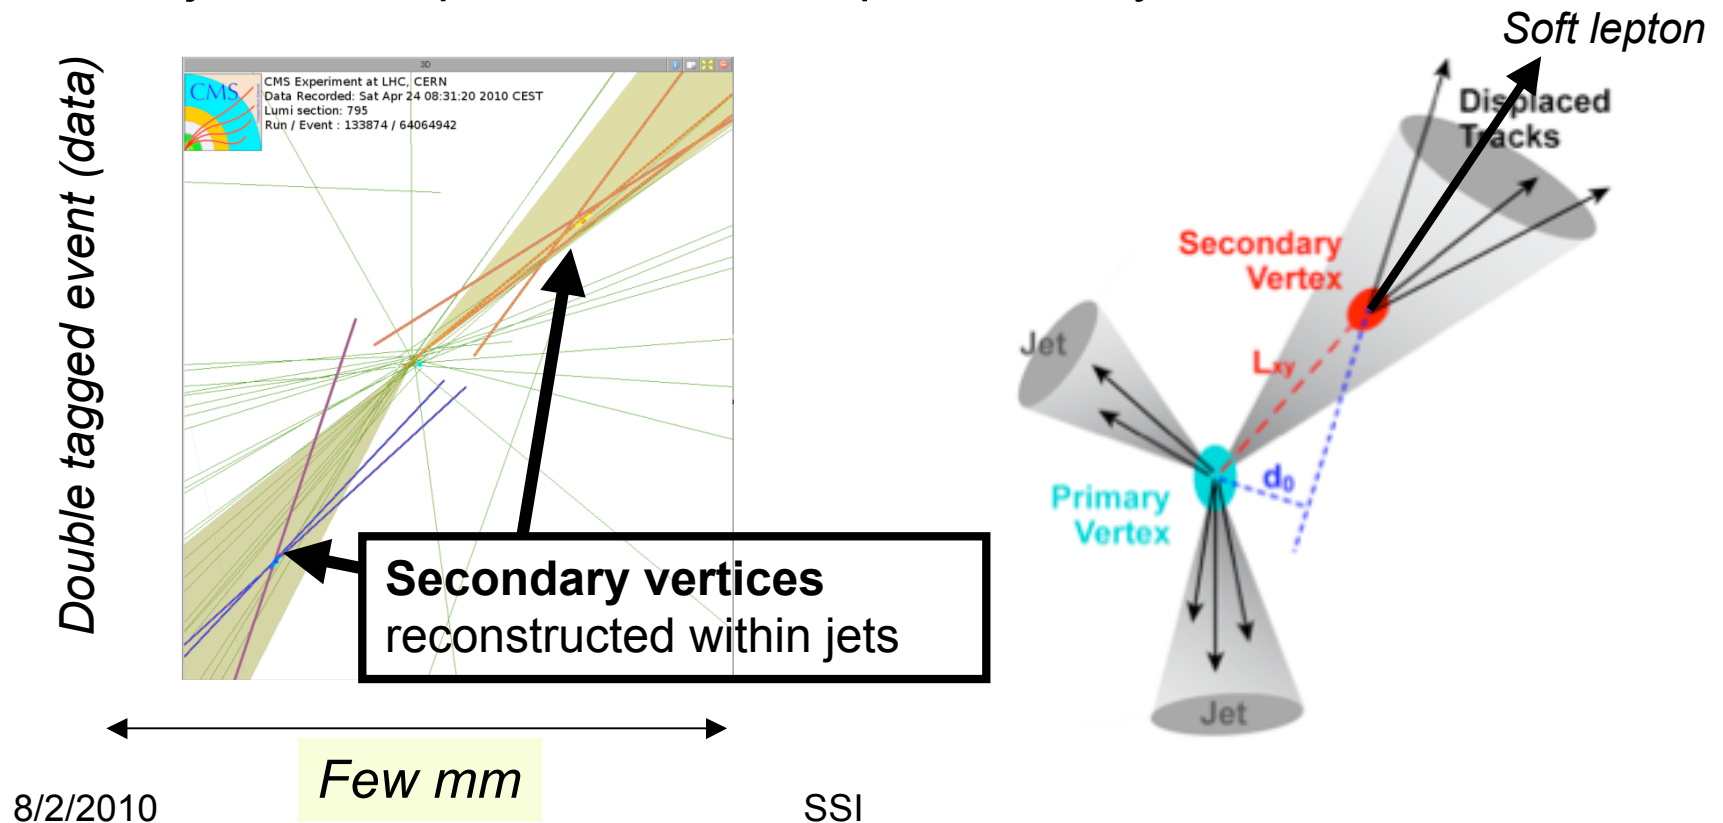 Soft lepton
Double tagged event (data)
3D
CMS
CMS Experiment at LHC, CERN
Data Recorded: Sat Apr 24 08:31:20 2010 CEST
Lumi section: 795
Run / Event : 133874 / 64064942
Displaced
Tracks
Secondary
Vertex
Jet
Lxy
d0
Primary
Vertex
Secondary vertices
reconstructed within jets
Jet
Few mm
8/2/2010
SSI